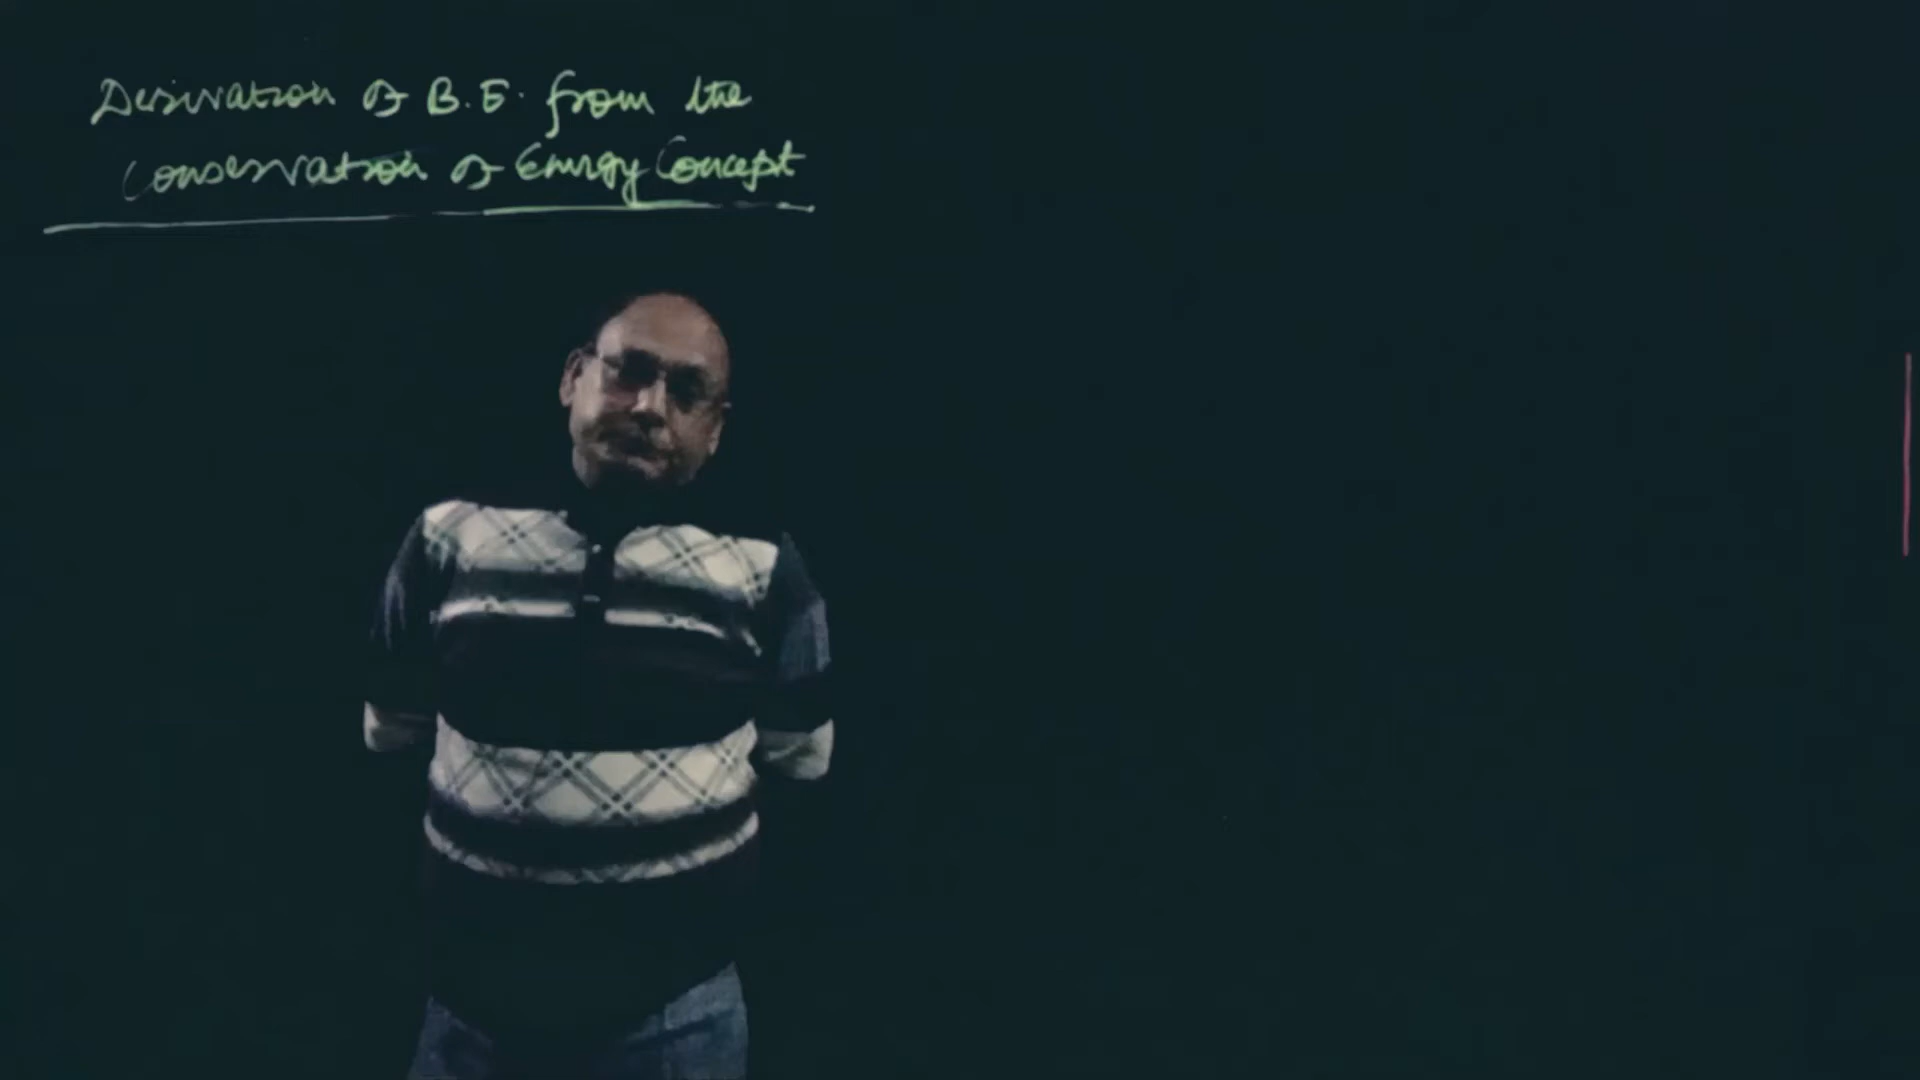 Derivation of B.E. from the
Conservation of Energy Concept